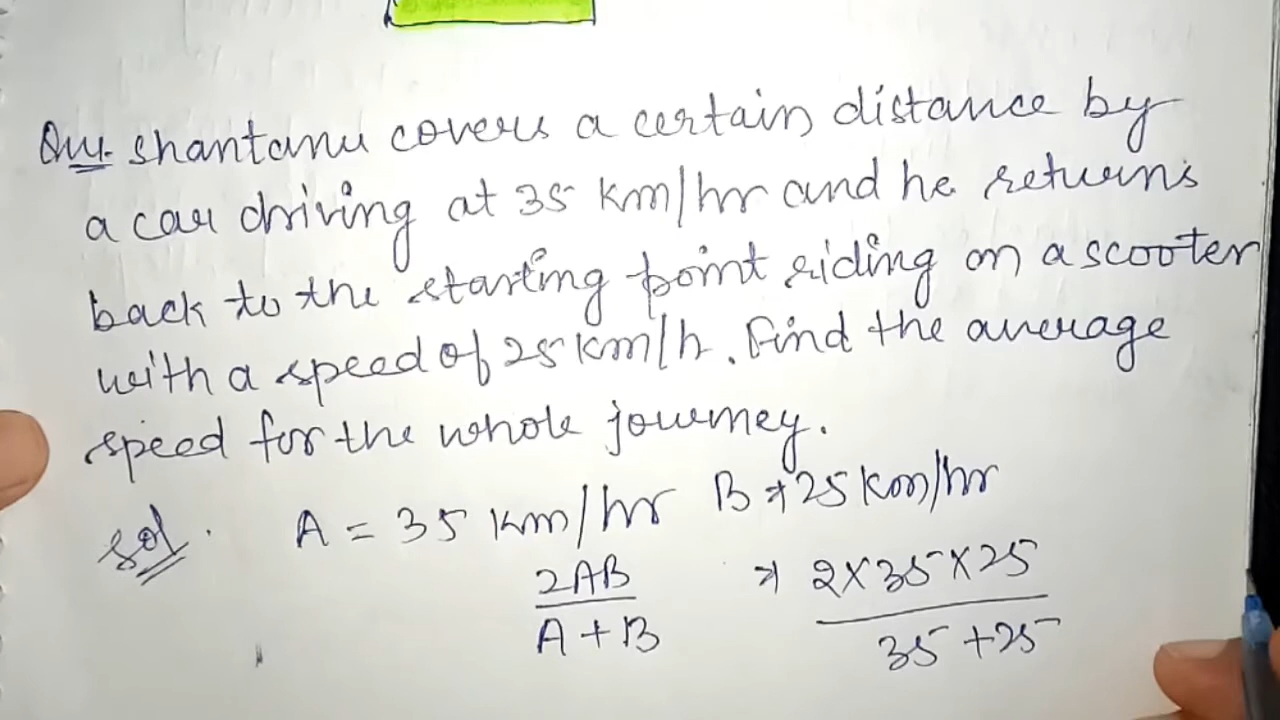 Que. Shantanu covers a certain distance by
a car driving at 35 km/hr and he returns
back to the starting point riding on a scooter
with a speed of 25 km/h. Find the average
speed for the whole journey.
Sol. A = 35 km/hr B ⇒ 25 km/hr
2AB ⇒ 2×35×25
A+B 35+25